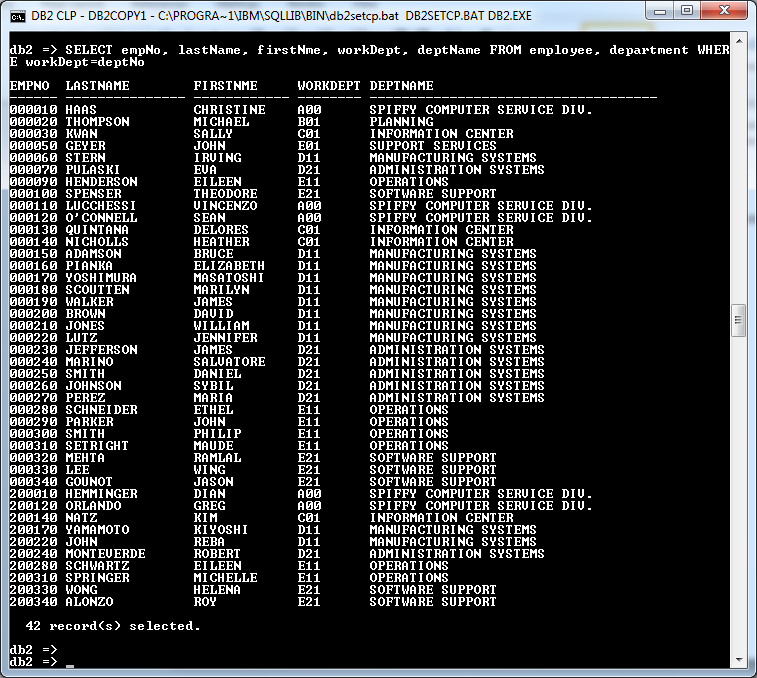 DB2 CLP - DB2COPY1 - C:\PROGRA~1\IBM\SQLLIB\BIN\db2setcp.bat DB2SETCP.BAT DB2.EXE
db2 => SELECT empNo, lastName, firstNme, workDept, deptName FROM employee, department WHER
E workDept=deptNo
EMPNO LASTNAME FIRSTNME WORKDEPT DEPTNAME
------ --------------- ------------ -------- ------------------------------------
000010 HAAS CHRISTINE A00 SPIFFY COMPUTER SERVICE DIV.
000020 THOMPSON MICHAEL B01 PLANNING
000030 KWAN SALLY C01 INFORMATION CENTER
000050 GEYER JOHN E01 SUPPORT SERVICES
000060 STERN IRVING D11 MANUFACTURING SYSTEMS
000070 PULASKI EVA D21 ADMINISTRATION SYSTEMS
000090 HENDERSON EILEEN E11 OPERATIONS
000100 SPENSER THEODORE E21 SOFTWARE SUPPORT
000110 LUCCHESSI VINCENZO A00 SPIFFY COMPUTER SERVICE DIV.
000120 O'CONNELL SEAN A00 SPIFFY COMPUTER SERVICE DIV.
000130 QUINTANA DELORES C01 INFORMATION CENTER
000140 NICHOLLS HEATHER C01 INFORMATION CENTER
000150 ADAMSON BRUCE D11 MANUFACTURING SYSTEMS
000160 PIANKA ELIZABETH D11 MANUFACTURING SYSTEMS
000170 YOSHIMURA MASATOSHI D11 MANUFACTURING SYSTEMS
000180 SCOUTTEN MARILYN D11 MANUFACTURING SYSTEMS
000190 WALKER JAMES D11 MANUFACTURING SYSTEMS
000200 BROWN DAVID D11 MANUFACTURING SYSTEMS
000210 JONES WILLIAM D11 MANUFACTURING SYSTEMS
000220 LUTZ JENNIFER D11 MANUFACTURING SYSTEMS
000230 JEFFERSON JAMES D21 ADMINISTRATION SYSTEMS
000240 MARINO SALVATORE D21 ADMINISTRATION SYSTEMS
000250 SMITH DANIEL D21 ADMINISTRATION SYSTEMS
000260 JOHNSON SYBIL D21 ADMINISTRATION SYSTEMS
000270 PEREZ MARIA D21 ADMINISTRATION SYSTEMS
000280 SCHNEIDER ETHEL E11 OPERATIONS
000290 PARKER JOHN E11 OPERATIONS
000300 SMITH PHILIP E11 OPERATIONS
000310 SETRIGHT MAUDE E11 OPERATIONS
000320 MEHTA RAMLAL E21 SOFTWARE SUPPORT
000330 LEE WING E21 SOFTWARE SUPPORT
000340 GOUNOT JASON E21 SOFTWARE SUPPORT
200010 HEMMINGER DIAN A00 SPIFFY COMPUTER SERVICE DIV.
200120 ORLANDO GREG A00 SPIFFY COMPUTER SERVICE DIV.
200140 NATZ KIM C01 INFORMATION CENTER
200170 YAMAMOTO KIYOSHI D11 MANUFACTURING SYSTEMS
200220 JOHN REBA D11 MANUFACTURING SYSTEMS
200240 MONTEVERDE ROBERT D21 ADMINISTRATION SYSTEMS
200280 SCHWARTZ EILEEN E11 OPERATIONS
200310 SPRINGER MICHELLE E11 OPERATIONS
200330 WONG HELENA E21 SOFTWARE SUPPORT
200340 ALONZO ROY E21 SOFTWARE SUPPORT
42 record(s) selected.
db2 =>
db2 => _